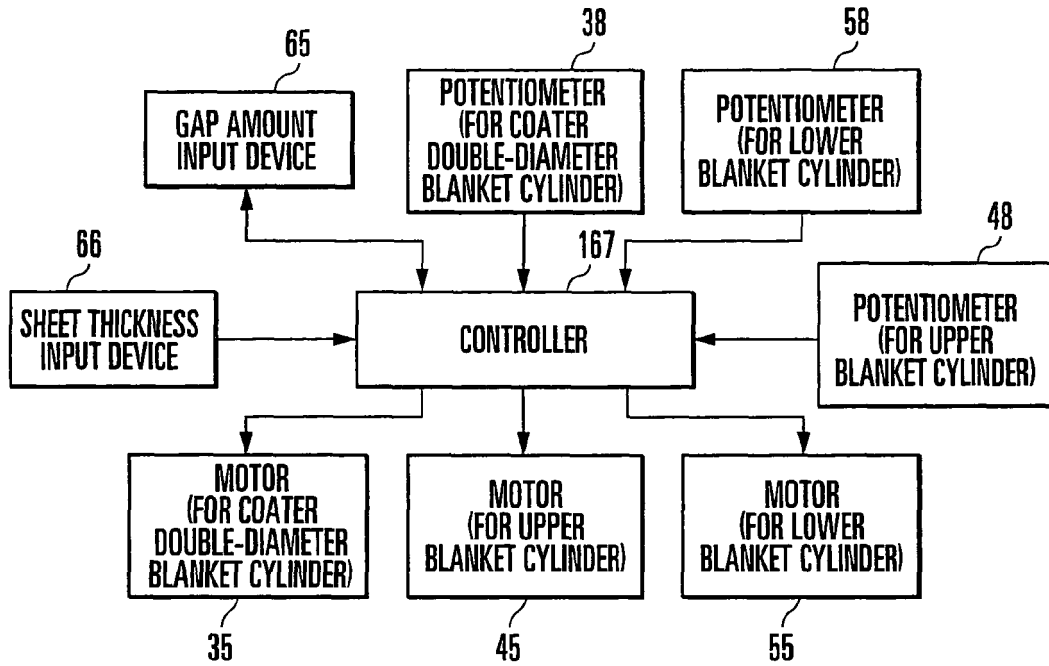 65
GAP AMOUNT
INPUT DEVICE
38
POTENTIOMETER
(FOR COATER
DOUBLE-DIAMETER
BLANKET CYLINDER)
58
POTENTIOMETER
(FOR LOWER
BLANKET CYLINDER)
66
SHEET THICKNESS
INPUT DEVICE
167
CONTROLLER
48
POTENTIOMETER
(FOR UPPER
BLANKET CYLINDER)
MOTOR
(FOR COATER
DOUBLE-DIAMETER
BLANKET CYLINDER)
35
MOTOR
(FOR UPPER
BLANKET CYLINDER)
45
MOTOR
(FOR LOWER
BLANKET CYLINDER)
55